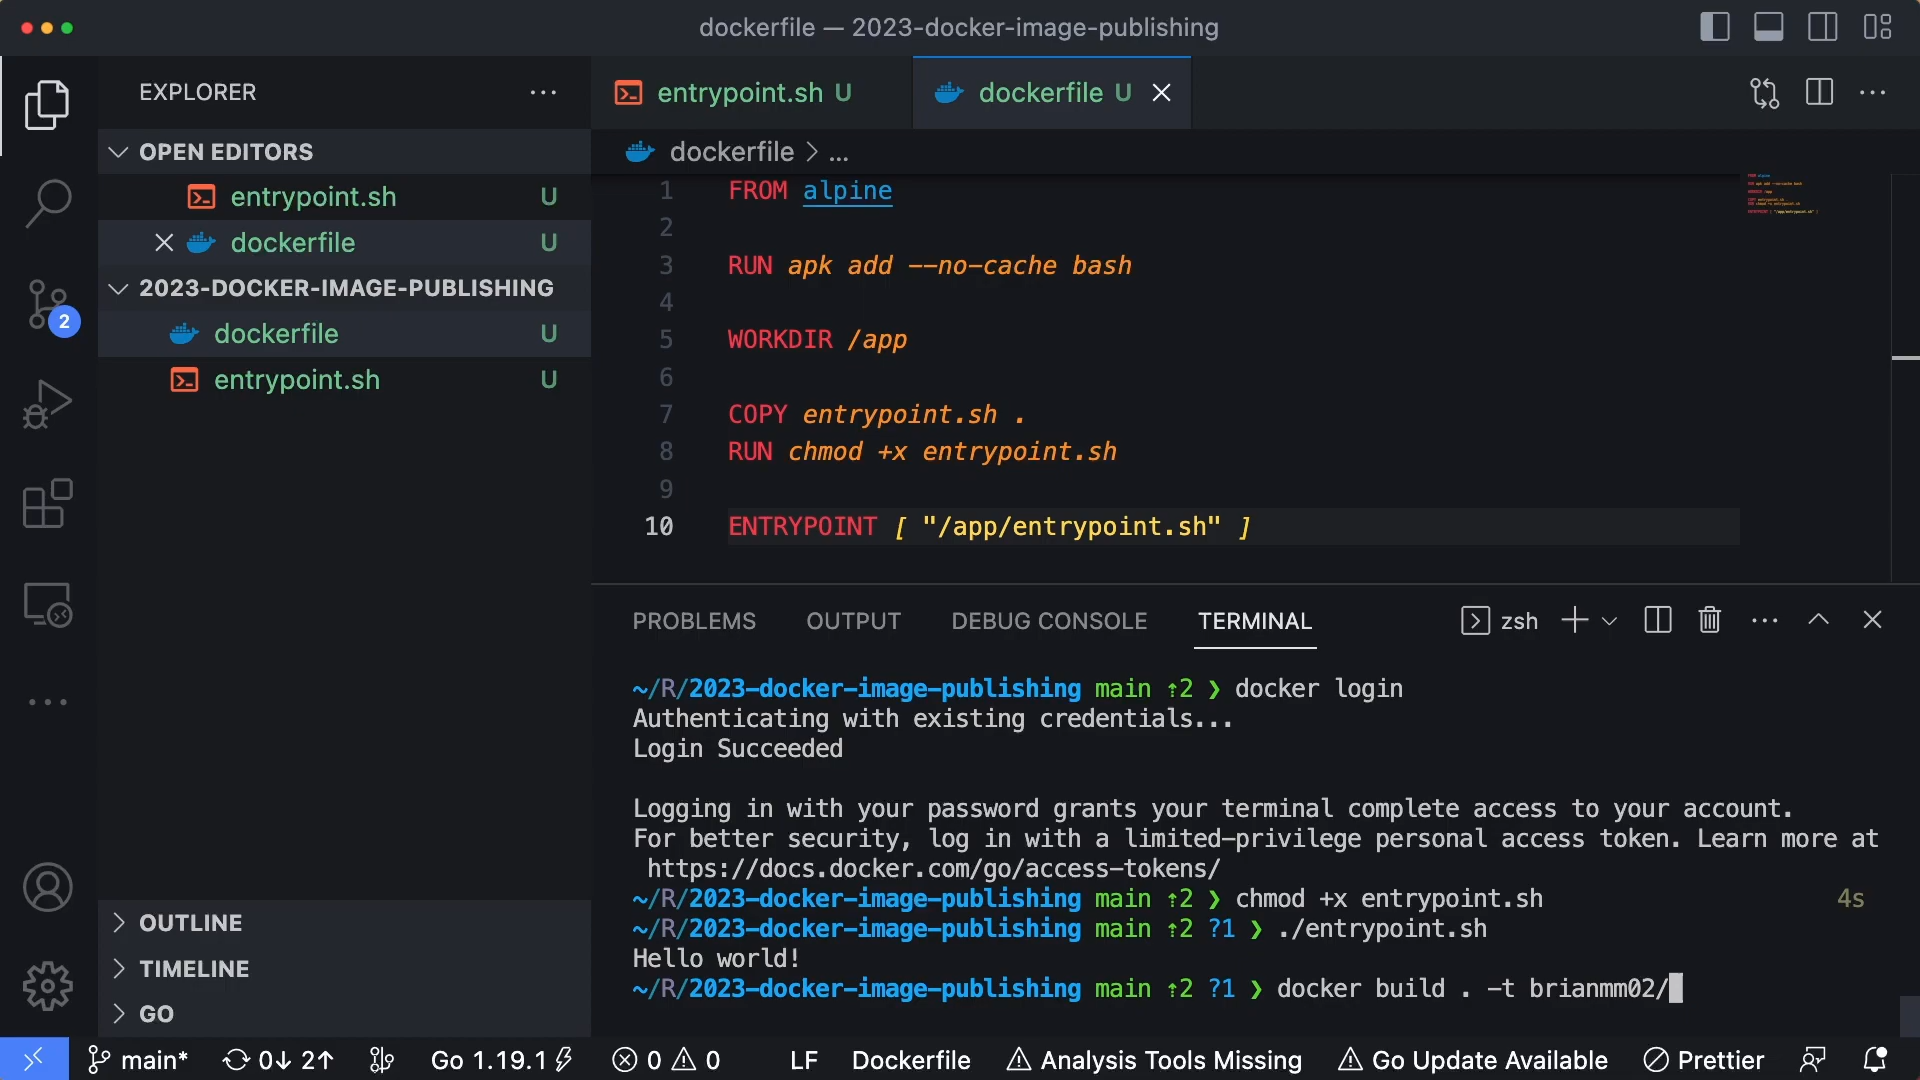 dockerfile — 2023-docker-image-publishing
EXPLORER
OPEN EDITORS
entrypoint.sh U
dockerfile U
2023-DOCKER-IMAGE-PUBLISHING
dockerfile U
entrypoint.sh U
2
OUTLINE
TIMELINE
GO
entrypoint.sh U
dockerfile U
dockerfile > ...
1 FROM alpine
2
3 RUN apk add --no-cache bash
4
5 WORKDIR /app
6
7 COPY entrypoint.sh .
8 RUN chmod +x entrypoint.sh
9
10 ENTRYPOINT [ "/app/entrypoint.sh" ]
PROBLEMS OUTPUT DEBUG CONSOLE TERMINAL zsh
~/R/2023-docker-image-publishing main ⇡2 ❯ docker login
Authenticating with existing credentials...
Login Succeeded
Logging in with your password grants your terminal complete access to your account.
For better security, log in with a limited-privilege personal access token. Learn more at
https://docs.docker.com/go/access-tokens/
~/R/2023-docker-image-publishing main ⇡2 ❯ chmod +x entrypoint.sh 4s
~/R/2023-docker-image-publishing main ⇡2 ?1 ❯ ./entrypoint.sh
Hello world!
~/R/2023-docker-image-publishing main ⇡2 ?1 ❯ docker build . -t brianmm02/
main* 0↓ 2↑ Go 1.19.1 0 0 LF Dockerfile Analysis Tools Missing Go Update Available Prettier